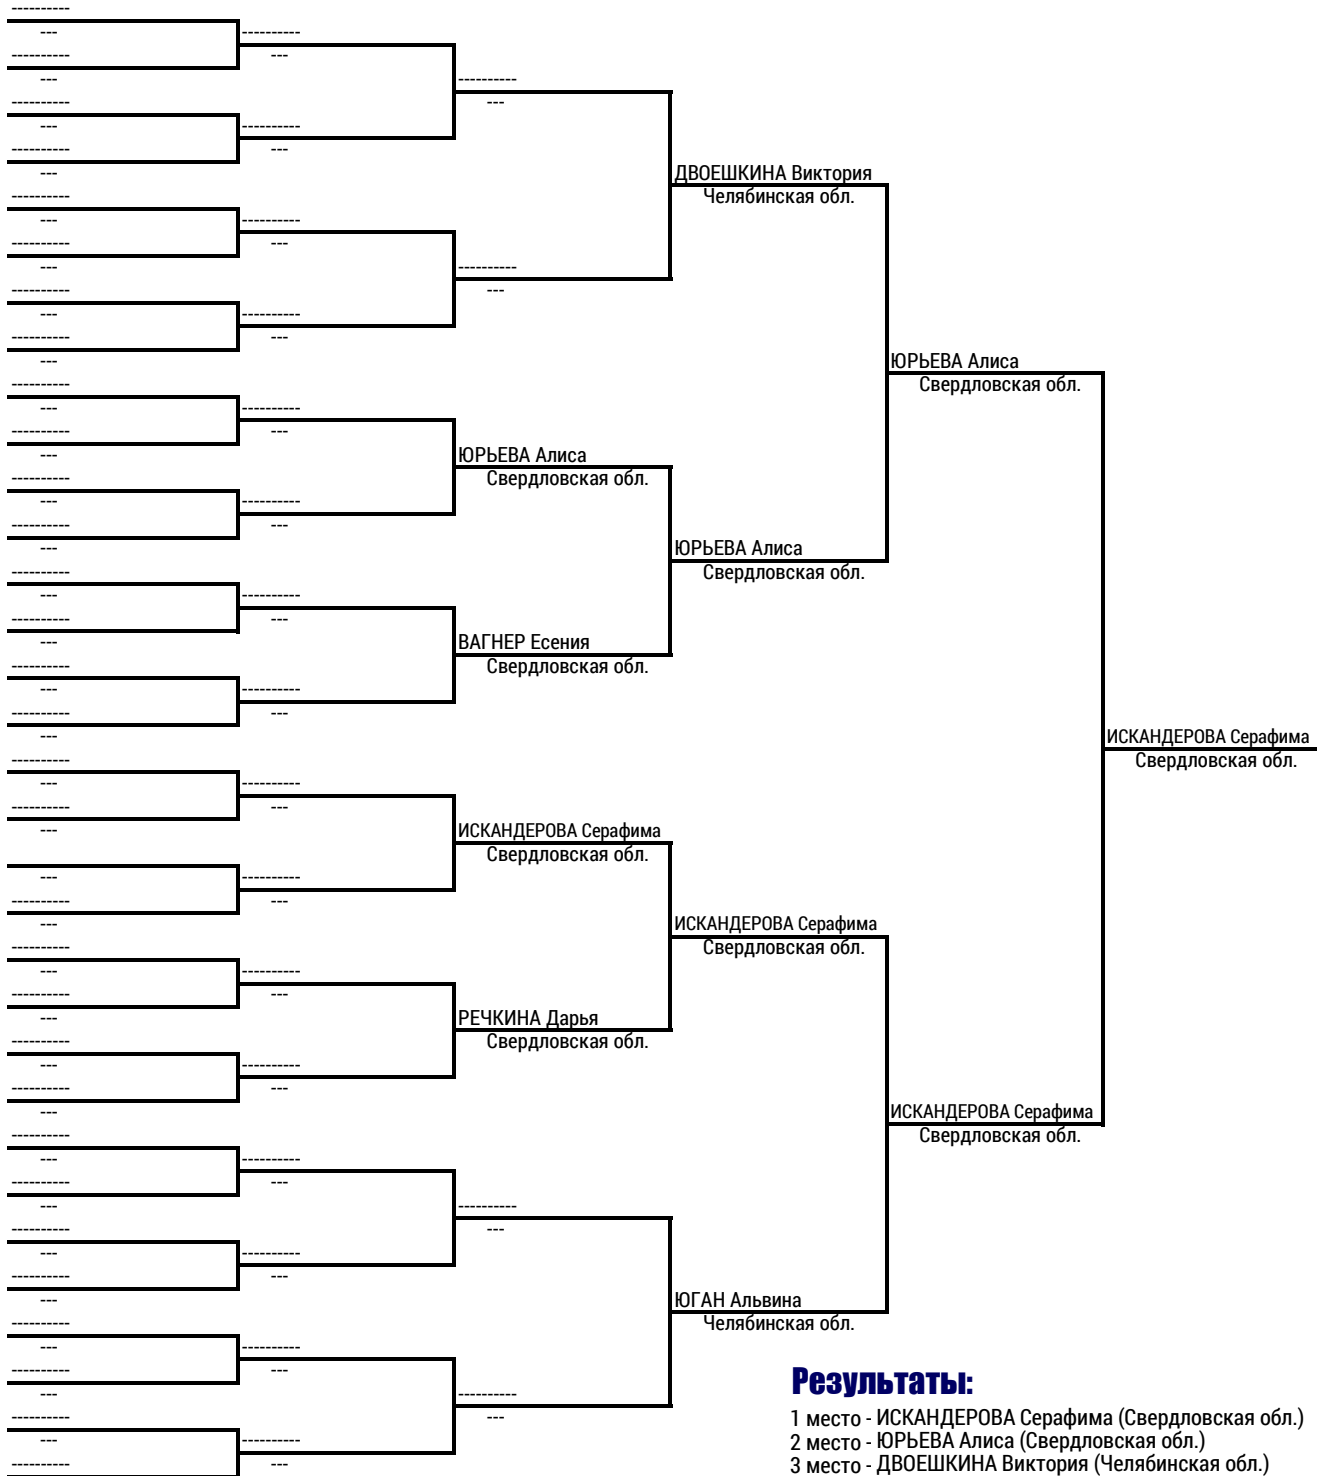 ДВОЕШКИНА Виктория
Челябинская обл.
ЮРЬЕВА Алиса
Свердловская обл.
ЮРЬЕВА Алиса
Свердловская обл.
ЮРЬЕВА Алиса
Свердловская обл.
ВАГНЕР Есения
Свердловская обл.
ИСКАНДЕРОВА Серафима
Свердловская обл.
ИСКАНДЕРОВА Серафима
Свердловская обл.
ИСКАНДЕРОВА Серафима
Свердловская обл.
РЕЧКИНА Дарья
Свердловская обл.
ИСКАНДЕРОВА Серафима
Свердловская обл.
ЮГАН Альвина
Челябинская обл.
Результаты:
1 место - ИСКАНДЕРОВА Серафима (Свердловская обл.)
2 место - ЮРЬЕВА Алиса (Свердловская обл.)
3 место - ДВОЕШКИНА Виктория (Челябинская обл.)